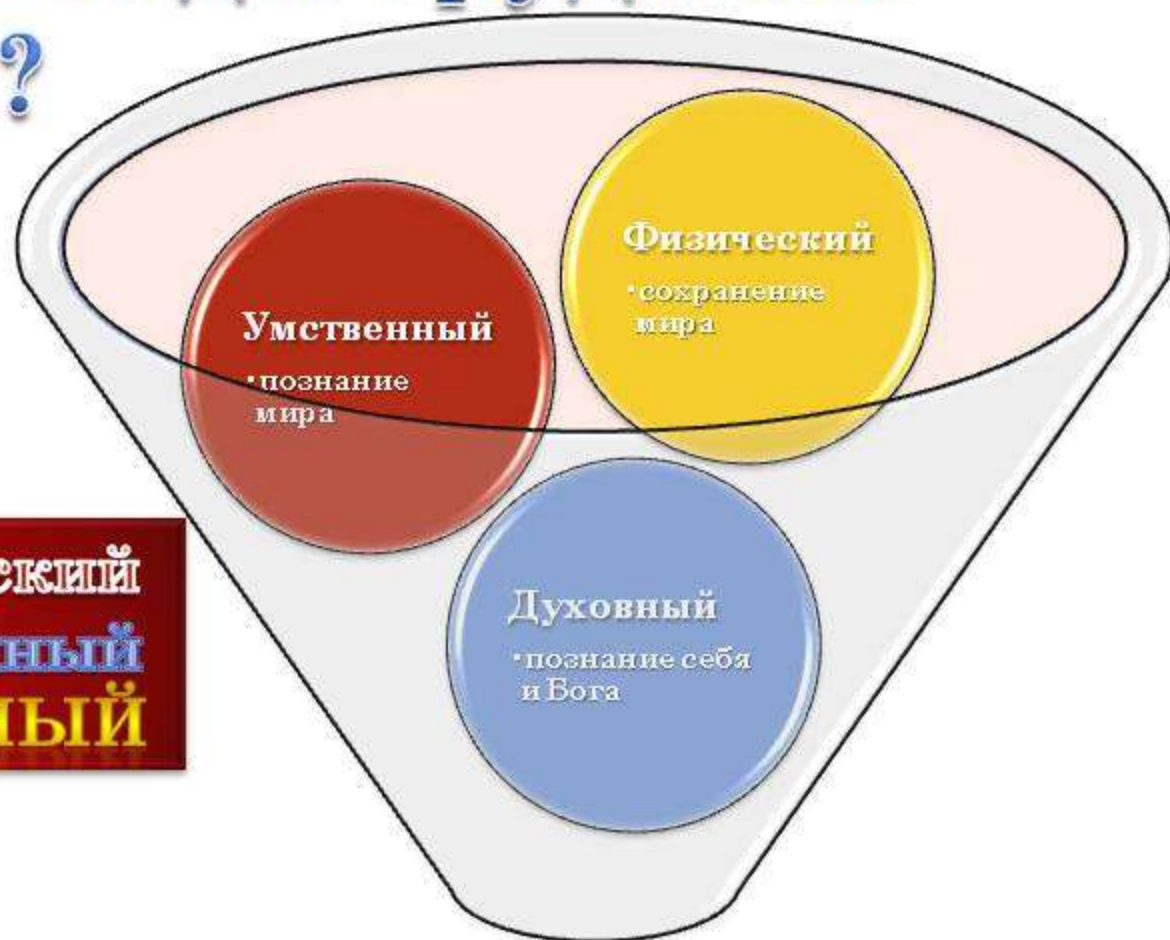 ?
Физический
•сохранение
мира
Умственный
•познание
мира
Духовный
•познание себя
и Бога